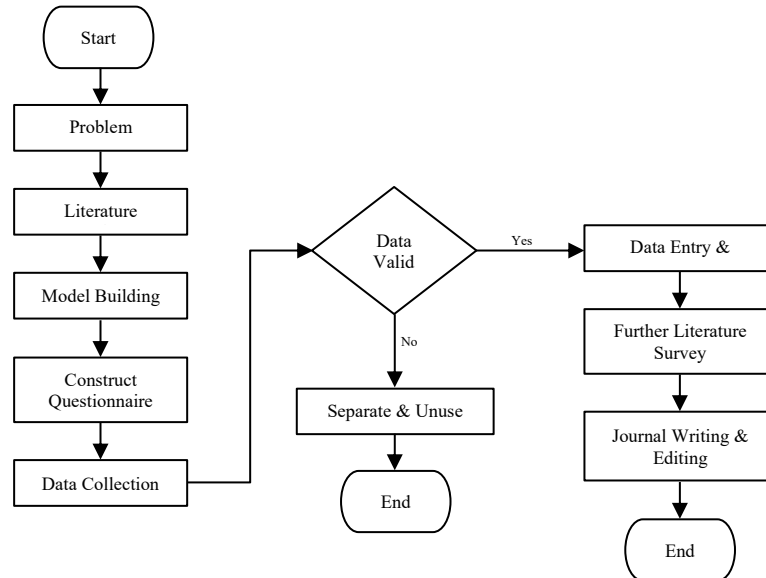 Start
Problem
Literature
Model Building
Construct
Questionnaire
Data Collection
Data
Valid
Yes
No
Separate & Unuse
End
Data Entry &
Further Literature
Survey
Journal Writing &
Editing
End